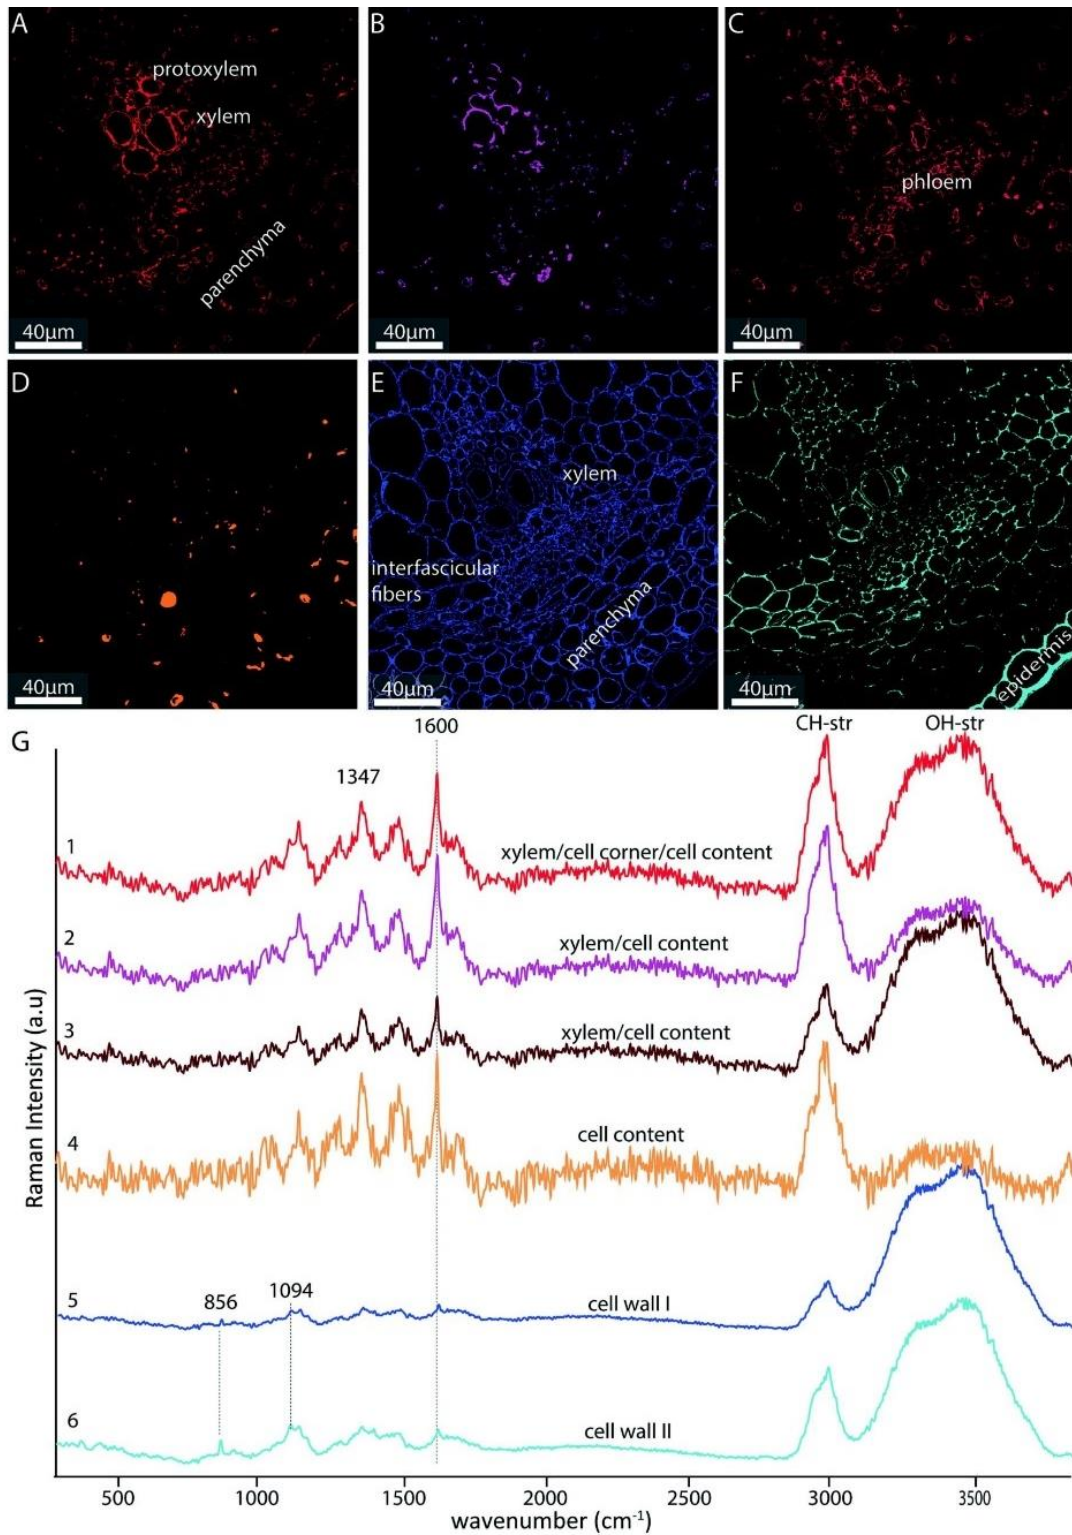 A
protoxylem
xylem
parenchyma
40µm
B
40µm
C
phloem
40µm
D
40µm
E
xylem
interfascicular
fibers
parenchyma
40µm
F
epidermis
40µm
G
1600
CH-str
OH-str
1347
1
xylem/cell corner/cell content
2
xylem/cell content
3
xylem/cell content
4
cell content
5
856
1094
cell wall I
6
cell wall II
Raman Intensity (a.u)
500 1000 1500 2000 2500 3000 3500
wavenumber (cm⁻¹)